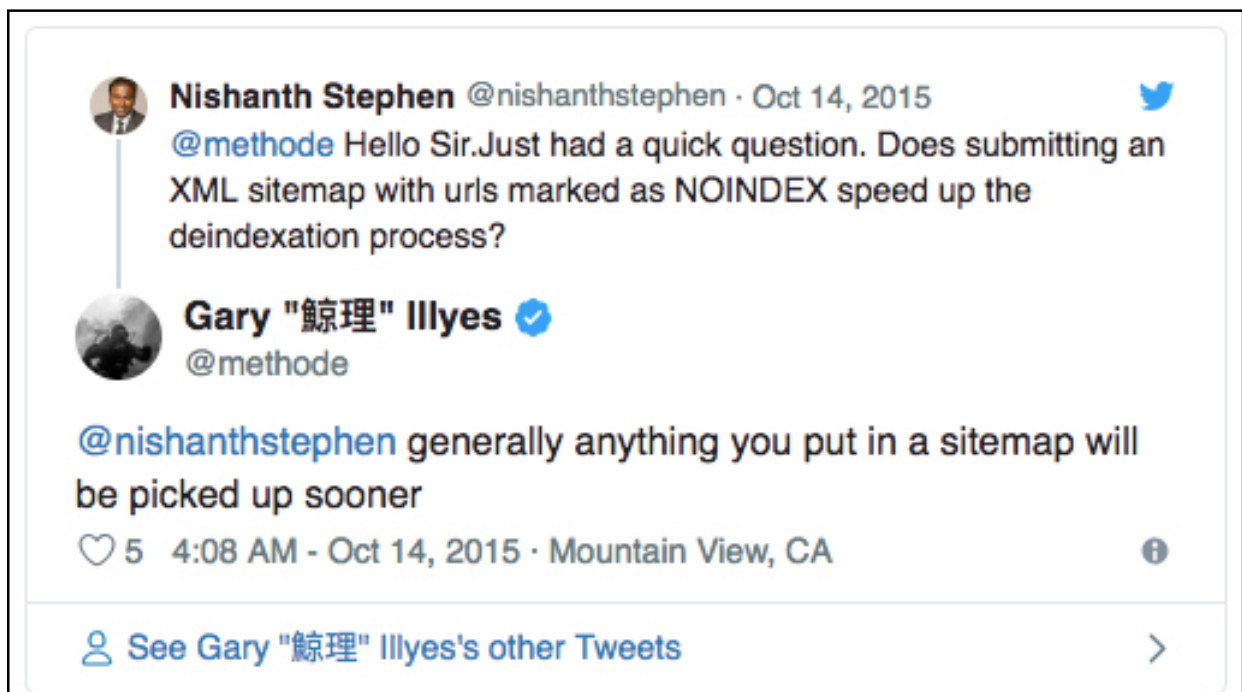 Nishanth Stephen @nishanthstephen · Oct 14, 2015
@methode Hello Sir.Just had a quick question. Does submitting an
XML sitemap with urls marked as NOINDEX speed up the
deindexation process?
Gary "鯨理" Illyes
@methode
@nishanthstephen generally anything you put in a sitemap will
be picked up sooner
5 4:08 AM - Oct 14, 2015 · Mountain View, CA
See Gary "鯨理" Illyes's other Tweets